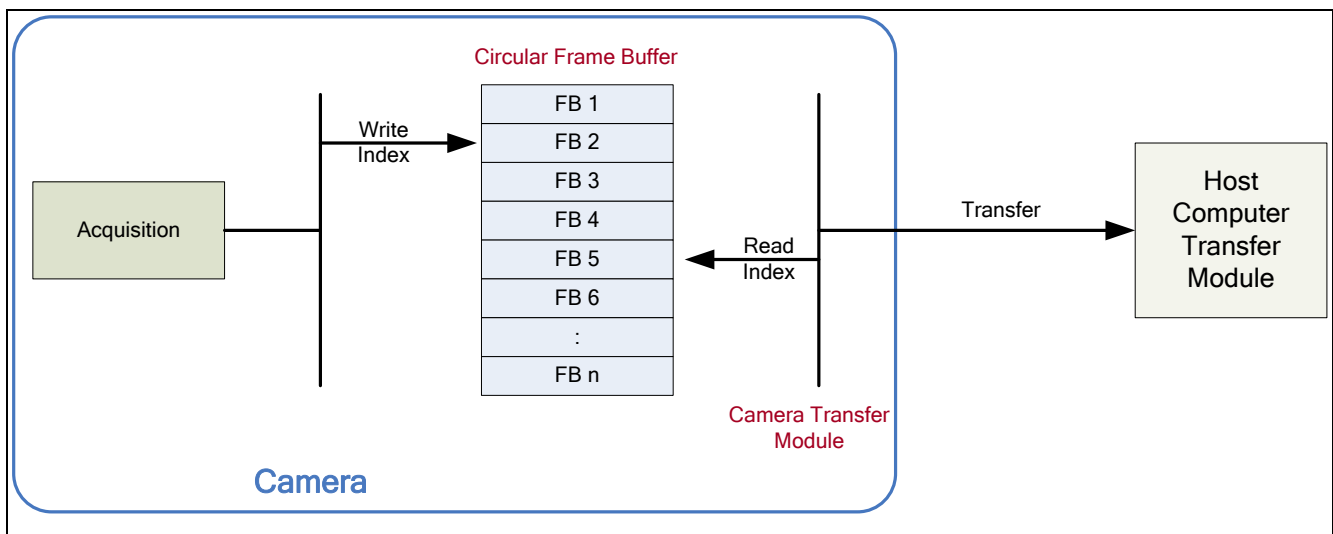 Circular Frame Buffer
FB 1
FB 2
FB 3
FB 4
FB 5
FB 6
:
FB n
Write
Index
Acquisition
Read
Index
Transfer
Host
Computer
Transfer
Module
Camera Transfer
Module
Camera